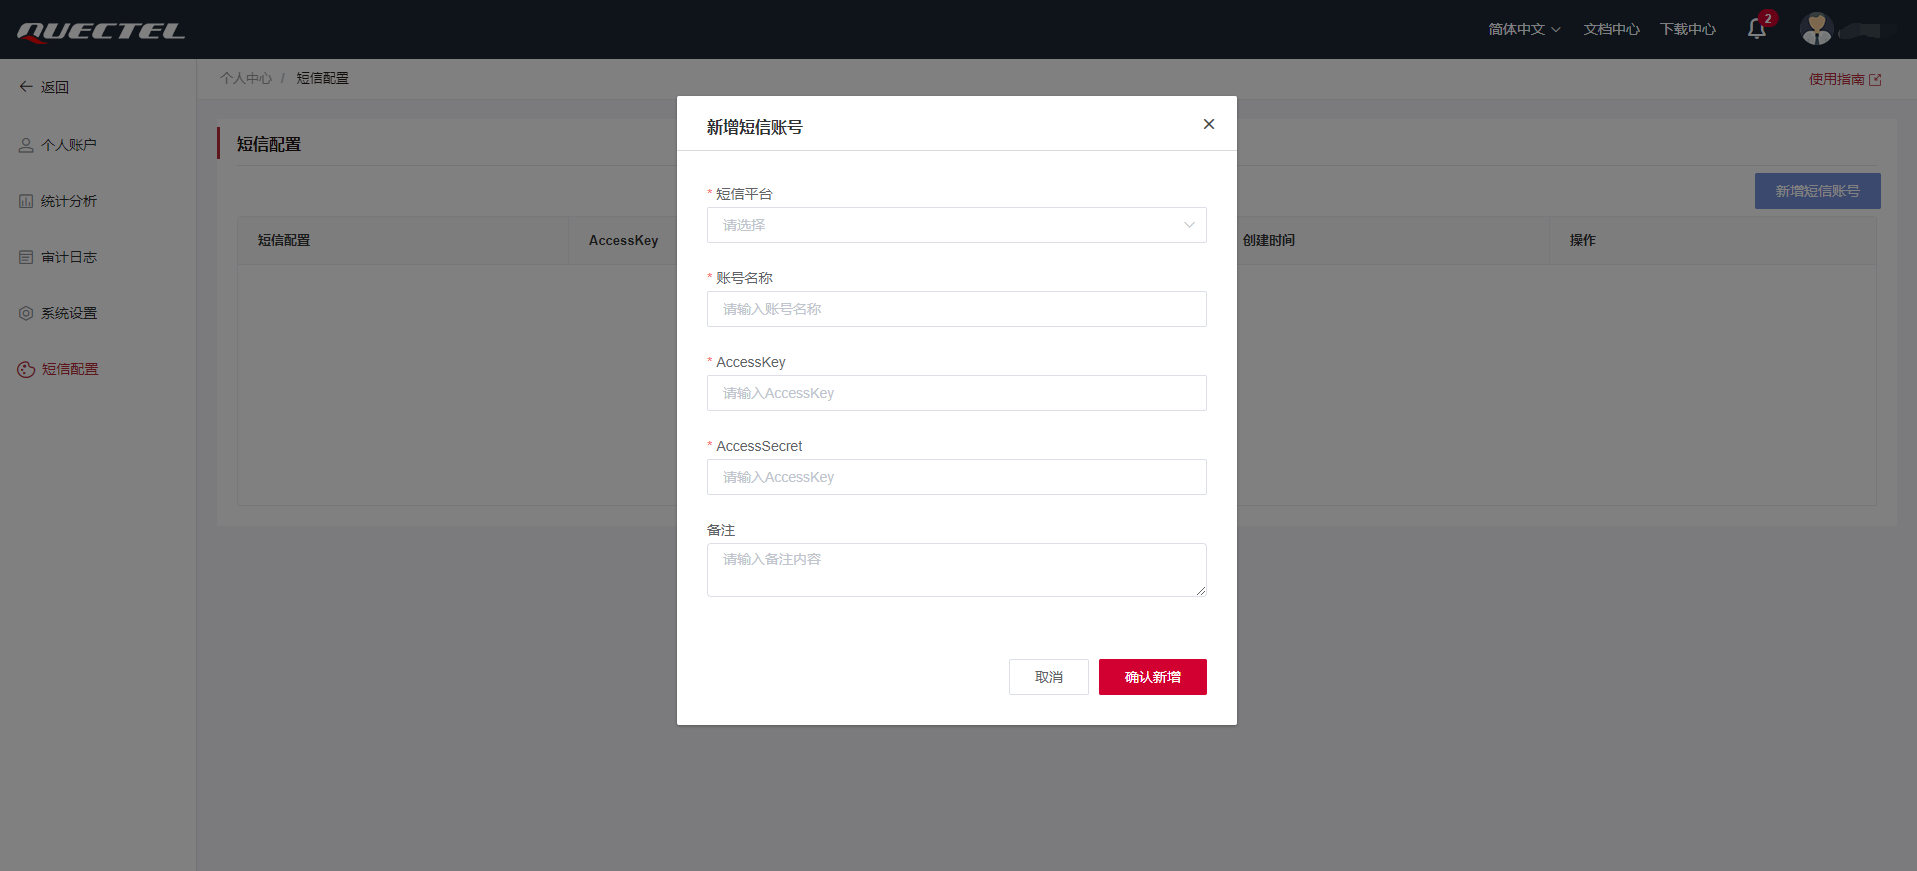 QUECTEL
简体中文
文档中心
下载中心
2
返回
个人中心 / 短信配置
使用指南
个人账户
统计分析
审计日志
系统设置
短信配置
短信配置
新增短信账号
短信配置
AccessKey
创建时间
操作
新增短信账号
* 短信平台
请选择
* 账号名称
请输入账号名称
* AccessKey
请输入AccessKey
* AccessSecret
请输入AccessKey
备注
请输入备注内容
取消
确认新增